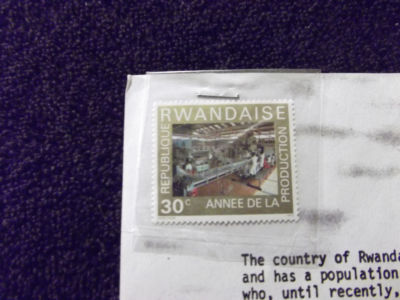 REPUBLIQUE
RWANDAISE
PRODUCTION
30c
ANNEE DE LA
The country of Rwanda
and has a population
who, until recently,